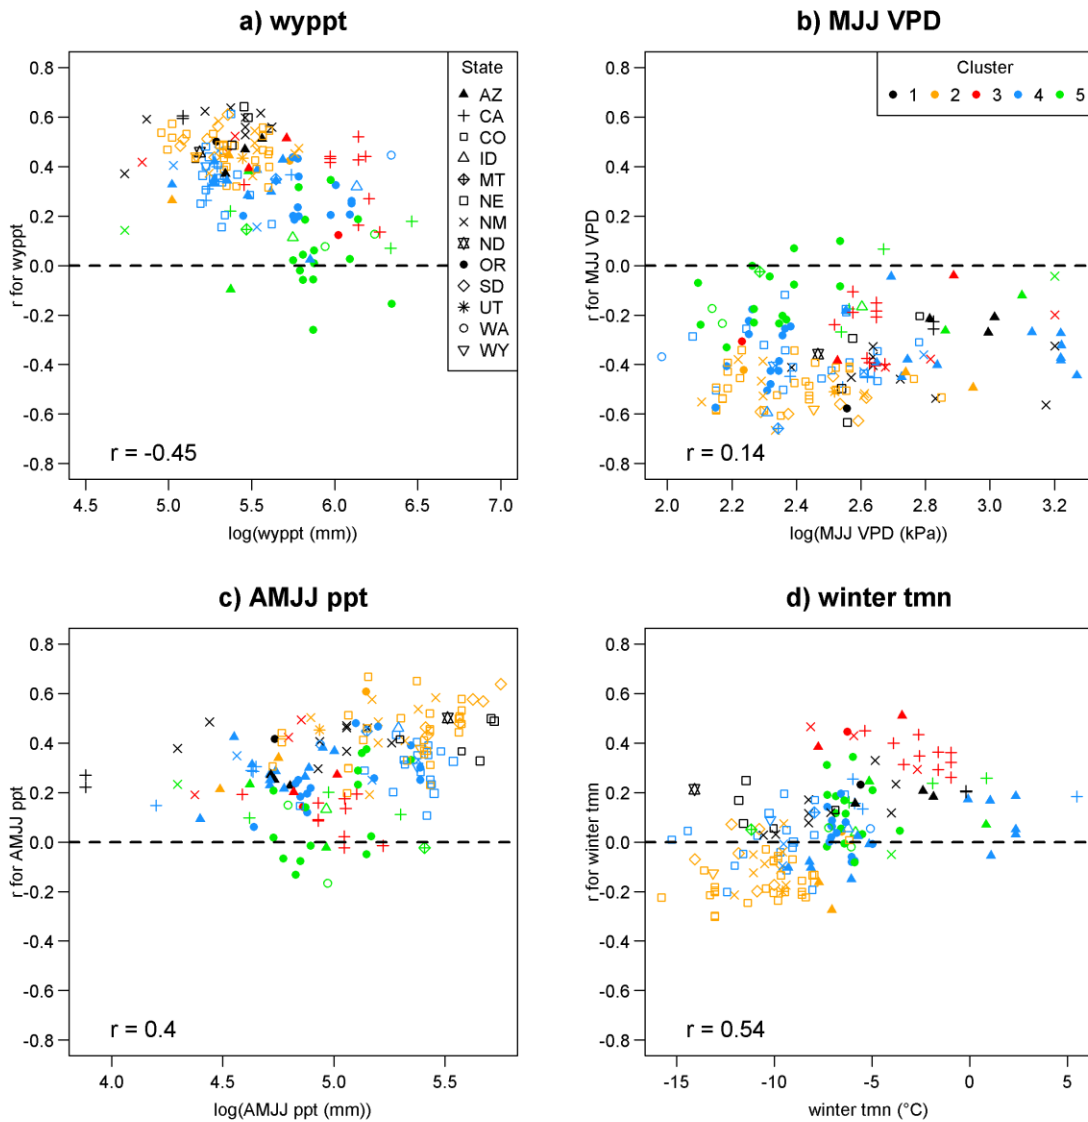 a) wyppt
0.8
0.6
0.4
0.2
0.0
-0.2
-0.4
-0.6
-0.8
r for wyppt
State
AZ
CA
CO
ID
MT
NE
NM
ND
OR
SD
UT
WA
WY
r = -0.45
4.5 5.0 5.5 6.0 6.5 7.0
log(wyppt (mm))
b) MJJ VPD
0.8
0.6
0.4
0.2
0.0
-0.2
-0.4
-0.6
-0.8
r for MJJ VPD
Cluster
1 2 3 4 5
r = 0.14
2.0 2.2 2.4 2.6 2.8 3.0 3.2
log(MJJ VPD (kPa))
c) AMJJ ppt
0.8
0.6
0.4
0.2
0.0
-0.2
-0.4
-0.6
-0.8
r for AMJJ ppt
r = 0.4
4.0 4.5 5.0 5.5
log(AMJJ ppt (mm))
d) winter tmn
0.8
0.6
0.4
0.2
0.0
-0.2
-0.4
-0.6
-0.8
r for winter tmn
r = 0.54
-15 -10 -5 0 5
winter tmn (°C)